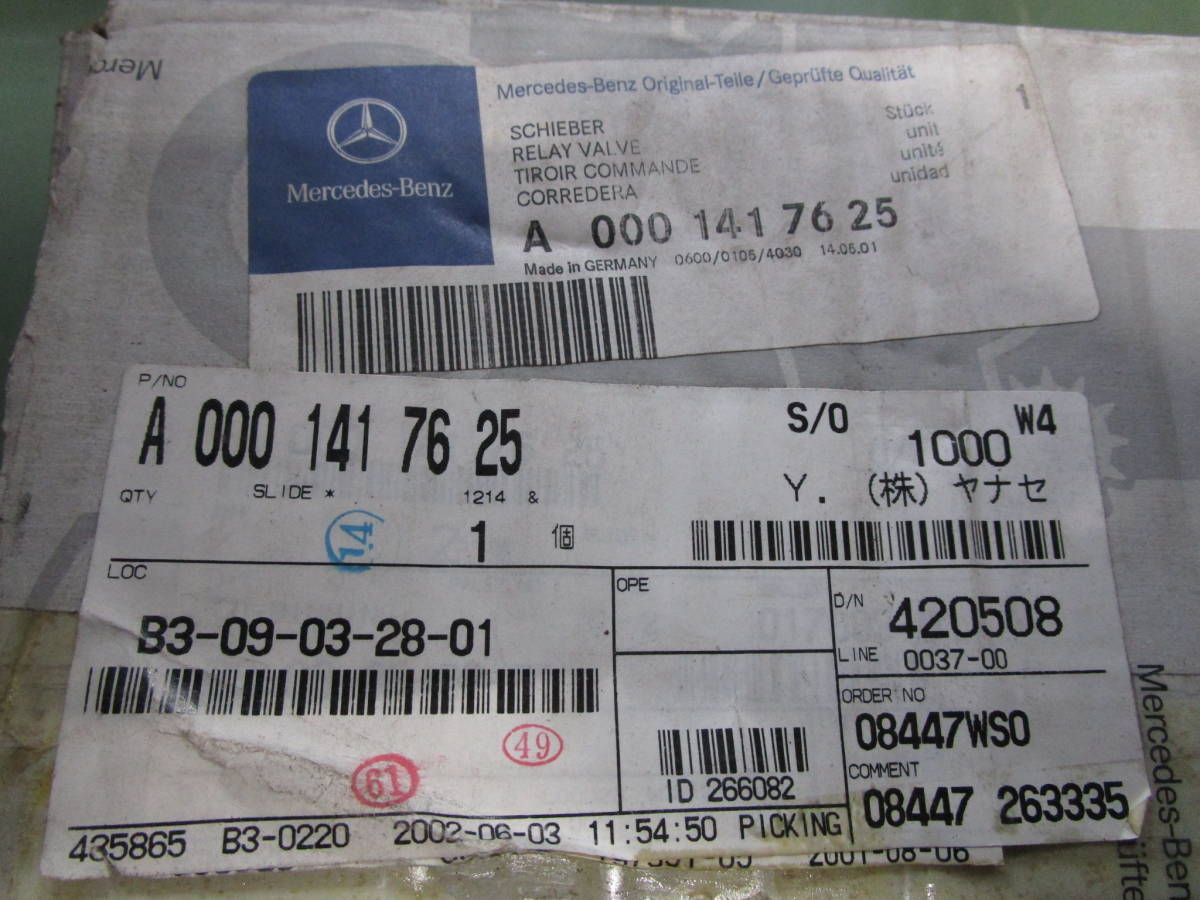 Merc
Mercedes-Benz Original-Teile/Geprüfte Qualität
Mercedes-Benz
SCHIEBER
RELAY VALVE
TIROIR COMMANDE
CORREDERA
Stück
unit
unité
unidad
1
A 000 141 76 25
Made in GERMANY 0600/0105/4030 14.05.01
P/NO
A 000 141 76 25
S/O 1000 W4
QTY SLIDE * 1214 &
Y. (株) ヤナセ
14
1 個
LOC
B3-09-03-28-01
OPE
D/N 420508
LINE 0037-00
ORDER NO
08447WSO
COMMENT
08447 263335
49
61
ID 266082
435865 B3-0220 2002-06-03 11:54:50 PICKING
2001-08-06
Mercedes-Ben
üfte